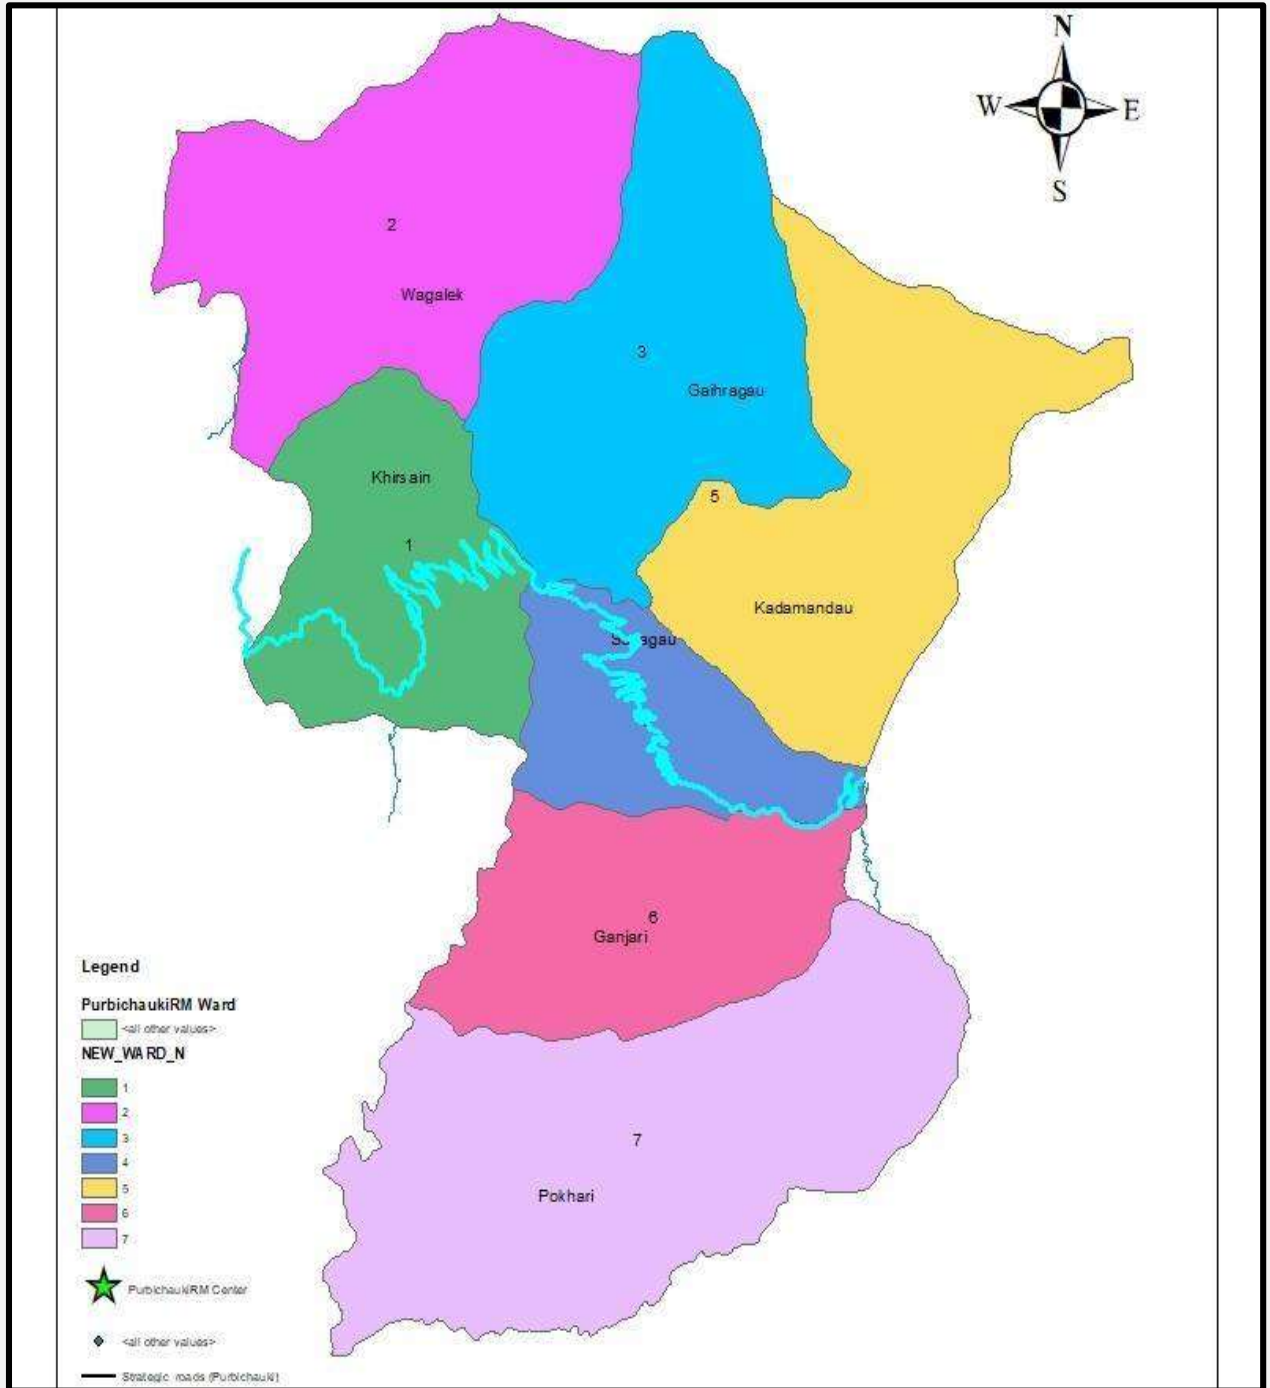 N
W E
S
2
Wagalek
3
Gaihragau
Khirsain
5
1
Kadamandau
6
Ganjari
7
Pokhari
Legend
PurbichaukiRM Ward
<all other values>
NEW_WARD_N
1
2
3
4
5
6
7
PurbichaukiRM Center
<all other values>
Strategic roads (Purbichauki)